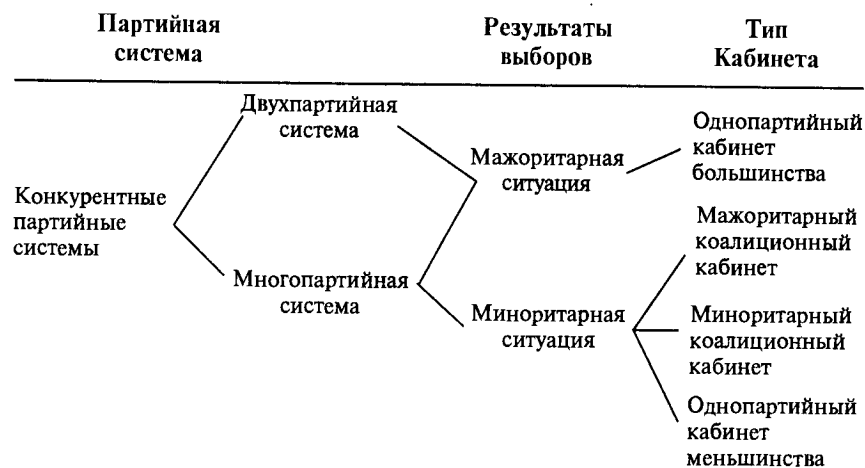 Партийная
система
Результаты
выборов
Тип
Кабинета
Двухпартийная
система
Однопартийный
кабинет
большинства
Мажоритарная
ситуация
Конкурентные
партийные
системы
Мажоритарный
коалиционный
кабинет
Многопартийная
система
Миноритарная
ситуация
Миноритарный
коалиционный
кабинет
Однопартийный
кабинет
меньшинства